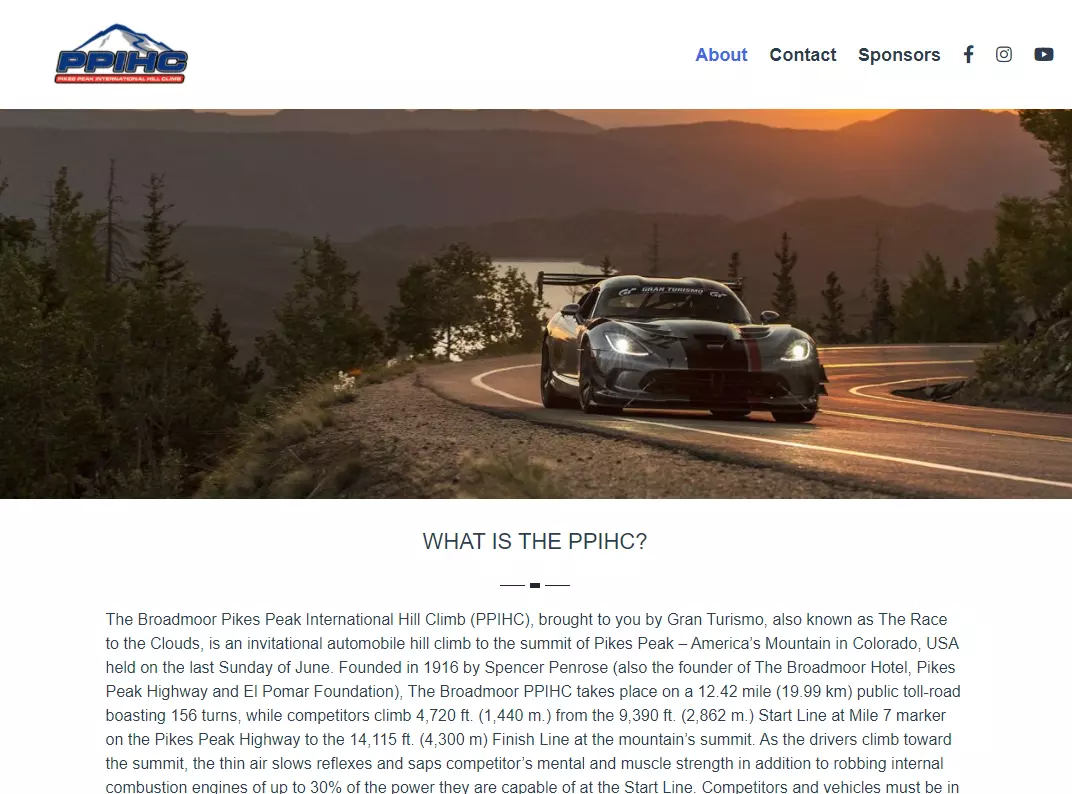 PPIHC
PIKES PEAK INTERNATIONAL HILL CLIMB
About Contact Sponsors
GRAN TURISMO
WHAT IS THE PPIHC?
The Broadmoor Pikes Peak International Hill Climb (PPIHC), brought to you by Gran Turismo, also known as The Race
to the Clouds, is an invitational automobile hill climb to the summit of Pikes Peak – America’s Mountain in Colorado, USA
held on the last Sunday of June. Founded in 1916 by Spencer Penrose (also the founder of The Broadmoor Hotel, Pikes
Peak Highway and El Pomar Foundation), The Broadmoor PPIHC takes place on a 12.42 mile (19.99 km) public toll-road
boasting 156 turns, while competitors climb 4,720 ft. (1,440 m.) from the 9,390 ft. (2,862 m.) Start Line at Mile 7 marker
on the Pikes Peak Highway to the 14,115 ft. (4,300 m) Finish Line at the mountain’s summit. As the drivers climb toward
the summit, the thin air slows reflexes and saps competitor’s mental and muscle strength in addition to robbing internal
combustion engines of up to 30% of the power they are capable of at the Start Line. Competitors and vehicles must be in